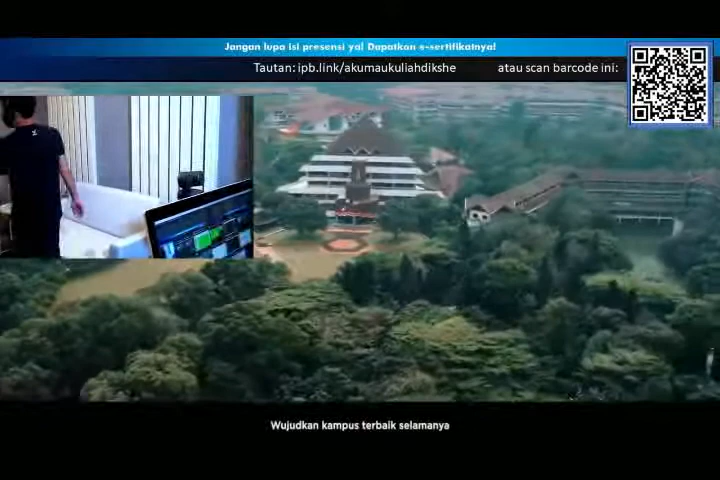 Jangan lupa isi presensi ya! Dapatkan e-sertifikatnya!
Tautan: ipb.link/akumaukuliahdikshe atau scan barcode ini:
Wujudkan kampus terbaik selamanya